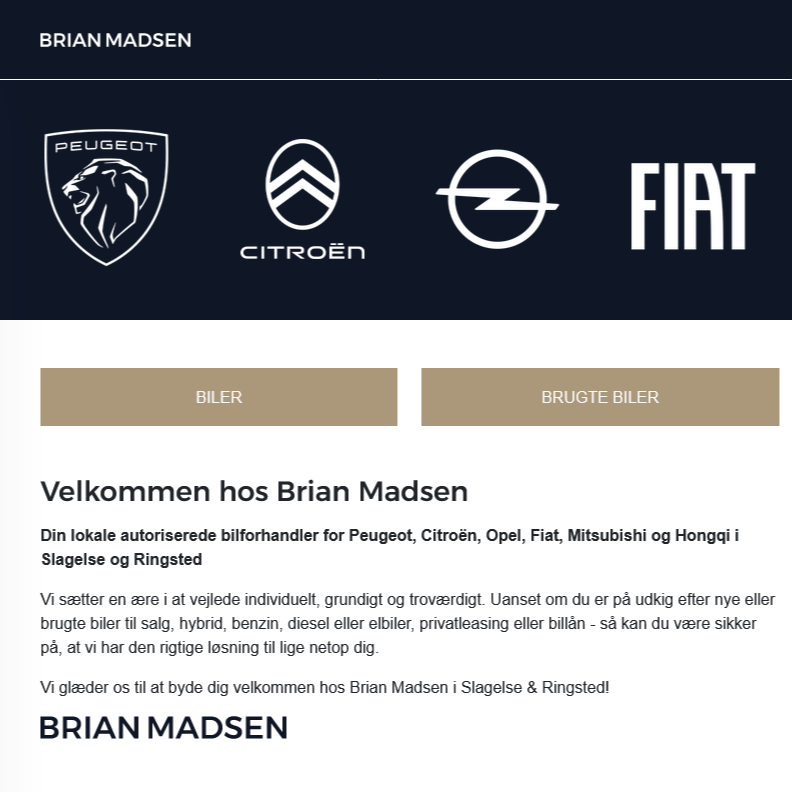 BRIAN MADSEN
PEUGEOT
CITROËN
FIAT
BILER
BRUGTE BILER
Velkommen hos Brian Madsen
Din lokale autoriserede bilforhandler for Peugeot, Citroën, Opel, Fiat, Mitsubishi og Hongqi i
Slagelse og Ringsted
Vi sætter en ære i at vejlede individuelt, grundigt og troværdigt. Uanset om du er på udkig efter nye eller
brugte biler til salg, hybrid, benzin, diesel eller elbiler, privatleasing eller billån - så kan du være sikker
på, at vi har den rigtige løsning til lige netop dig.
Vi glæder os til at byde dig velkommen hos Brian Madsen i Slagelse & Ringsted!
BRIAN MADSEN